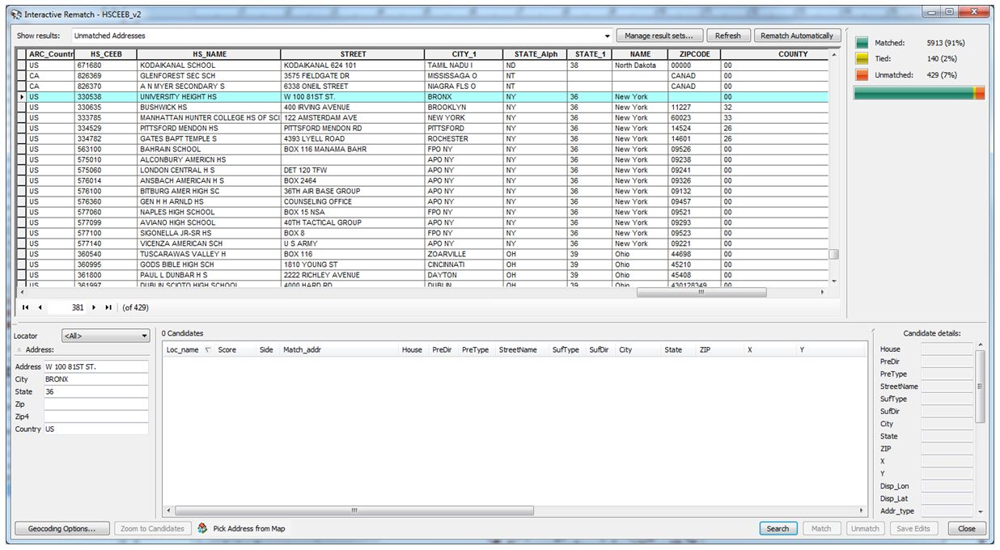 Interactive Rematch - HSCEEB_v2
Show results: Unmatched Addresses Manage result sets... Refresh Rematch Automatically
Matched: 5913 (91%)
Tied: 140 (2%)
Unmatched: 429 (7%)
ARC_Countr HS_CEEB HS_NAME STREET CITY_1 STATE_Alph STATE_1 NAME ZIPCODE COUNTY
US 671680 KODAIKANAL SCHOOL KODAIKANAL 624 101 TAMIL NADU I ND 38 North Dakota 00000 00
CA 826369 GLENFOREST SEC SCH 3575 FIELDGATE DR MISSISSAGA O NT CANAD 00
CA 826370 A N MYER SECONDARY S 6338 ONEIL STREET NIAGRA FLS O NT CANAD 00
US 330538 UNIVERSITY HEIGHT HS W 100 81ST ST. BRONX NY 36 New York 00
US 330635 BUSHWICK HS 400 IRVING AVENUE BROOKLYN NY 36 New York 11227 32
US 333785 MANHATTAN HUNTER COLLEGE HS OF SCI 122 AMSTERDAM AVE NEW YORK NY 36 New York 60023 33
US 334529 PITTSFORD MENDON HS PITTSFORD MENDON RD PITTSFORD NY 36 New York 14524 26
US 334782 GATES BAPT TEMPLE S 4393 LYELL ROAD ROCHESTER NY 36 New York 14601 26
US 563100 BAHRAIN SCHOOL BOX 116 MANAMA BAHR FPO NY NY 36 New York 09526 00
US 575010 ALCONBURY AMERICN HS APO NY NY 36 New York 09238 00
US 575060 LONDON CENTRAL H S DET 120 TFW APO NY NY 36 New York 09241 00
US 576014 ANSBACH AMERICAN H S BOX 2464 APO NY NY 36 New York 09326 00
US 576100 BITBURG AMER HIGH SC 36TH AIR BASE GROUP APO NY NY 36 New York 09132 00
US 576360 GEN H H ARNLD HS COUNSELING OFFICE APO NY NY 36 New York 09457 00
US 577060 NAPLES HIGH SCHOOL BOX 15 NSA FPO NY NY 36 New York 09521 00
US 577099 AVIANO HIGH SCHOOL 40TH TACTICAL GROUP APO NY NY 36 New York 09293 00
US 577100 SIGONELLA JR-SR HS BOX 8 FPO NY NY 36 New York 09523 00
US 577140 VICENZA AMERICAN SCH U S ARMY APO NY NY 36 New York 09221 00
US 360540 TUSCARAWAS VALLEY H BOX 116 ZOARVILLE OH 39 Ohio 44698 00
US 360995 GODS BIBLE HIGH SCH 1810 YOUNG ST CINCINNATI OH 39 Ohio 45210 00
US 361800 PAUL L DUNBAR H S 2222 RICHLEY AVENUE DAYTON OH 39 Ohio 45408 00
US 361997 DUBLIN SCIOTO HIGH SCHOOL 4000 HARD RD DUBLIN OH 39 Ohio 430128349 00
381 (of 429)
Locator <All>
Address:
Address W 100 81ST ST.
City BRONX
State 36
Zip
Zip4
Country US
0 Candidates
Loc_name Score Side Match_addr House PreDir PreType StreetName SufType SufDir City State ZIP X Y
Candidate details:
House
PreDir
PreType
StreetName
SufType
SufDir
City
State
ZIP
X
Y
Disp_Lon
Disp_Lat
Addr_type
Geocoding Options... Zoom to Candidates Pick Address from Map Search Match Unmatch Save Edits Close